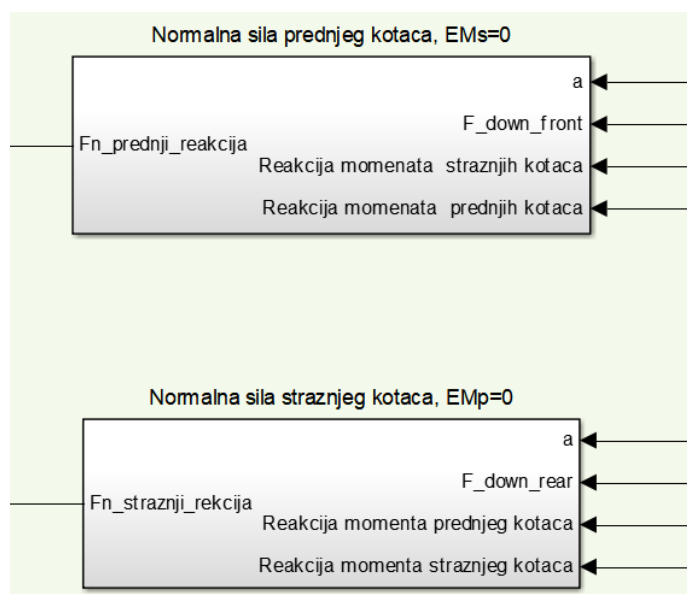 Normalna sila prednjeg kotaca, EMs=0
a
F_down_front
Fn_prednji_reakcija
Reakcija momenata straznjih kotaca
Reakcija momenata prednjih kotaca
Normalna sila straznjeg kotaca, EMp=0
a
F_down_rear
Fn_straznji_rekcija
Reakcija momenta prednjeg kotaca
Reakcija momenta straznjeg kotaca